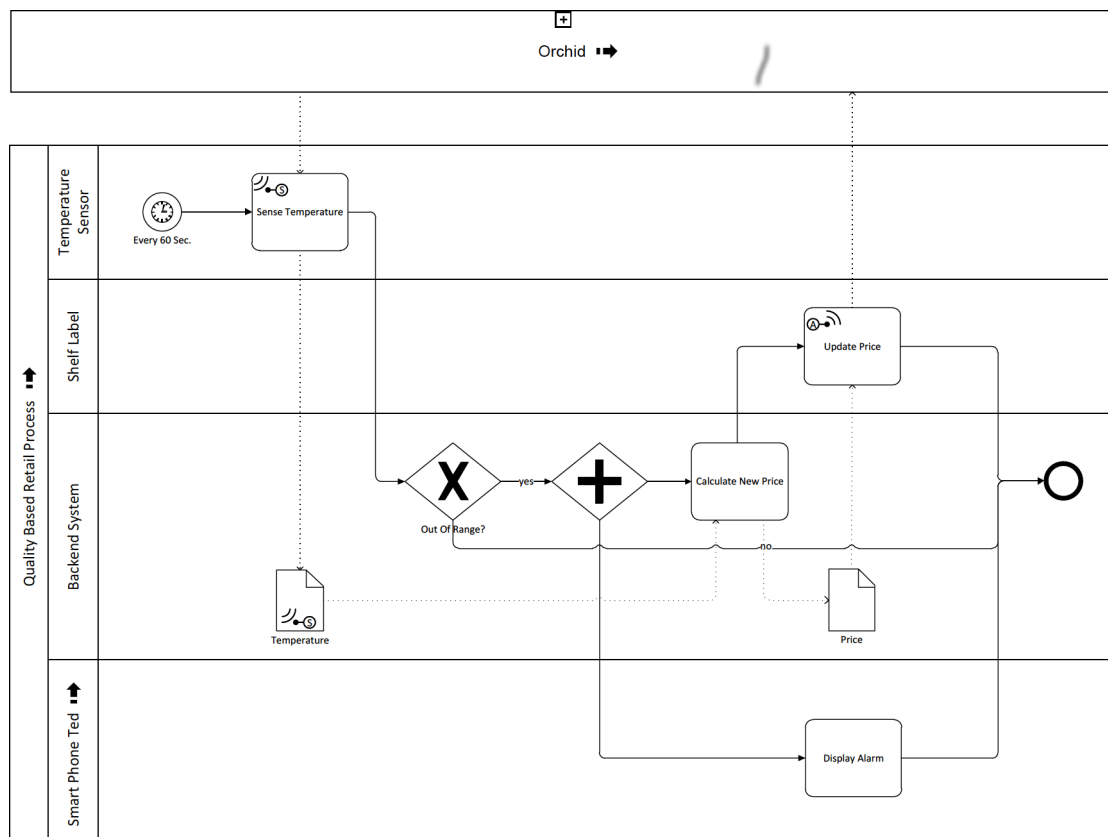 Orchid
Quality Based Retail Process
Temperature
Sensor
Every 60 Sec.
S
Sense Temperature
Shelf Label
A
Update Price
Backend System
X
Out Of Range?
yes
Calculate New Price
no
S
Temperature
Price
Smart Phone Ted
Display Alarm